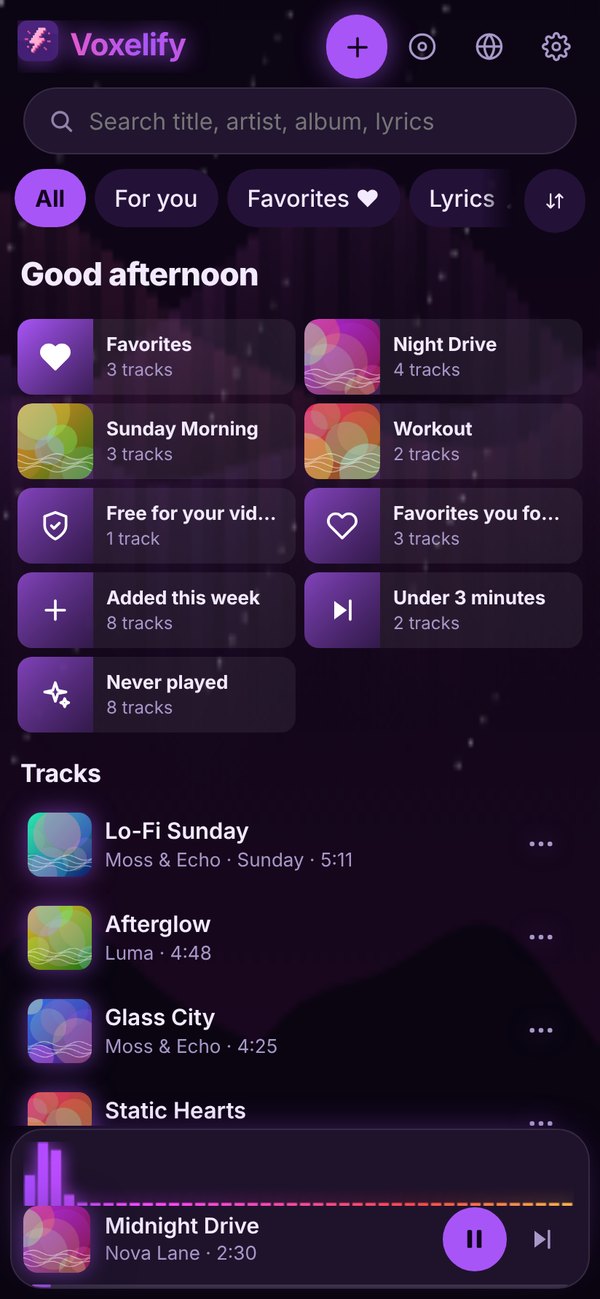 Voxelify
Search title, artist, album, lyrics
All
For you
Favorites ♥
Lyrics
Good afternoon
Favorites
3 tracks
Night Drive
4 tracks
Sunday Morning
3 tracks
Workout
2 tracks
Free for your vid...
1 track
Favorites you fo...
3 tracks
Added this week
8 tracks
Under 3 minutes
2 tracks
Never played
8 tracks
Tracks
Lo-Fi Sunday
Moss & Echo · Sunday · 5:11
Afterglow
Luma · 4:48
Glass City
Moss & Echo · 4:25
Static Hearts
Midnight Drive
Nova Lane · 2:30